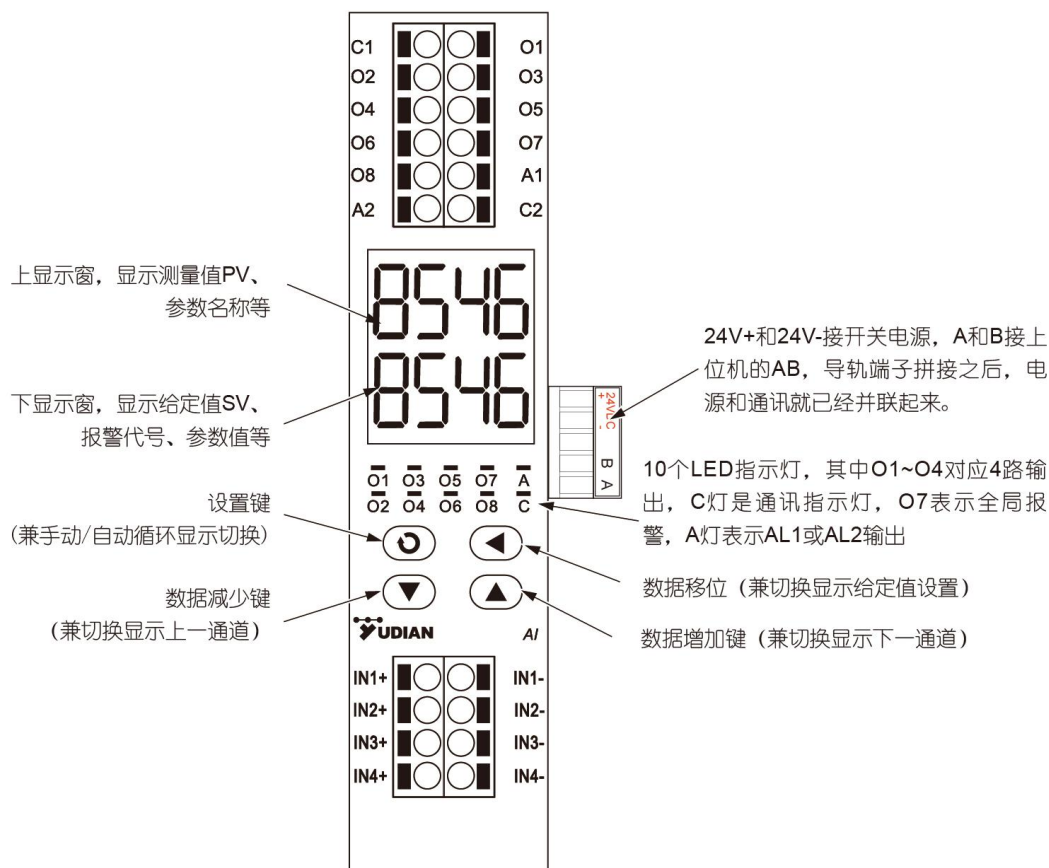 C1 O1
O2 O3
O4 O5
O6 O7
O8 A1
A2 C2
8546
8546
上显示窗，显示测量值PV、
参数名称等
下显示窗，显示给定值SV、
报警代号、参数值等
24V+和24V-接开关电源，A和B接上
位机的AB，导轨端子拼接之后，电
源和通讯就已经并联起来。
24VDC
+ -
B A
O1 O3 O5 O7 A
O2 O4 O6 O8 C
10个LED指示灯，其中O1~O4对应4路输
出，C灯是通讯指示灯，O7表示全局报
警，A灯表示AL1或AL2输出
设置键
(兼手动/自动循环显示切换)
数据移位（兼切换显示给定值设置）
数据减少键
（兼切换显示上一通道）
数据增加键（兼切换显示下一通道）
YUDIAN AI
IN1+ IN1-
IN2+ IN2-
IN3+ IN3-
IN4+ IN4-